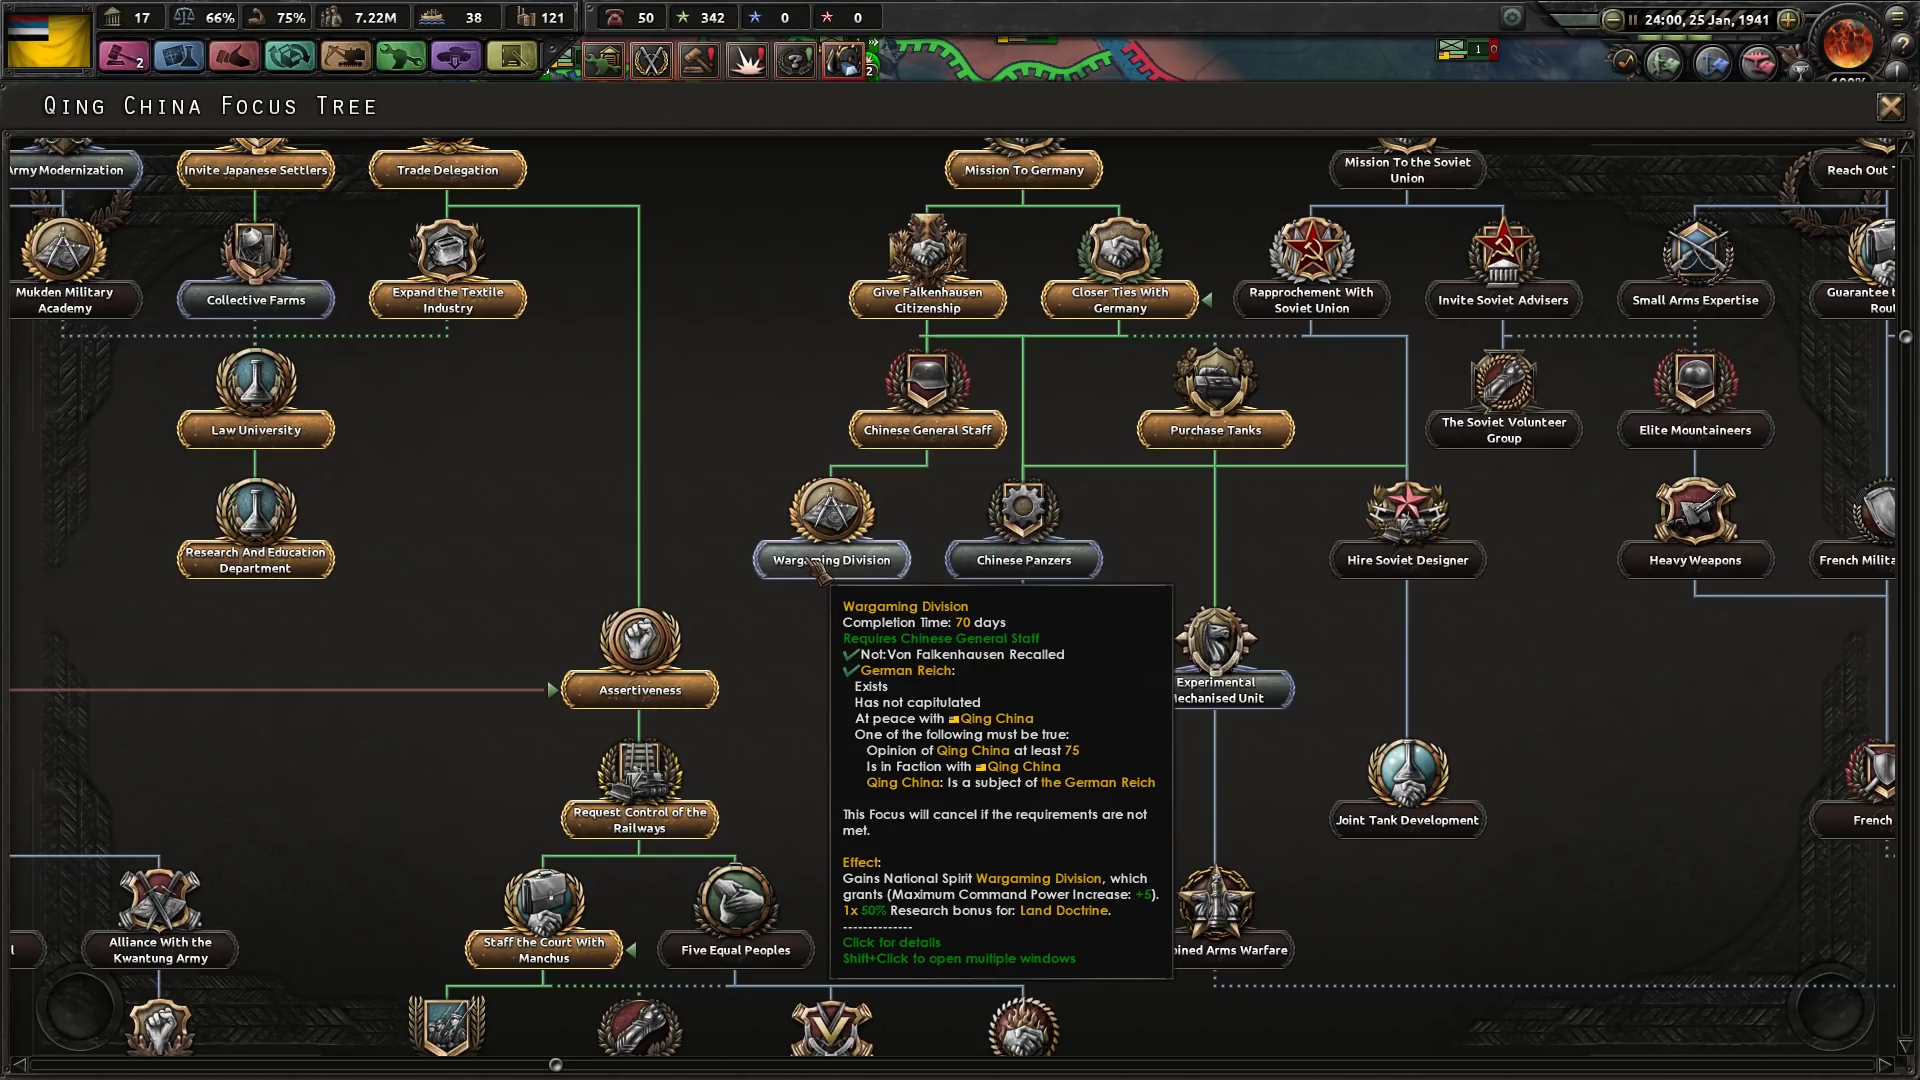 17
66%
75%
7.22M
38
121
50
342
0
0
24:00, 25 Jan, 1941
2
2
1
0
100%
Qing China Focus Tree
Army Modernization
Invite Japanese Settlers
Trade Delegation
Mission To Germany
Mission To the Soviet
Union
Reach Out
Mukden Military
Academy
Collective Farms
Expand the Textile
Industry
Give Falkenhausen
Citizenship
Closer Ties With
Germany
Rapprochement With
Soviet Union
Invite Soviet Advisers
Small Arms Expertise
Guarantee
Law University
Chinese General Staff
Purchase Tanks
The Soviet Volunteer
Group
Elite Mountaineers
Research And Education
Department
Wargaming Division
Chinese Panzers
Hire Soviet Designer
Heavy Weapons
French Milita
Wargaming Division
Completion Time: 70 days
Requires Chinese General Staff
Not:Von Falkenhausen Recalled
German Reich:
Exists
Has not capitulated
At peace with Qing China
One of the following must be true:
Opinion of Qing China at least 75
Is in Faction with Qing China
Qing China: Is a subject of the German Reich
This Focus will cancel if the requirements are not
met.
Effect:
Gains National Spirit Wargaming Division, which
grants (Maximum Command Power Increase: +5).
1x 50% Research bonus for: Land Doctrine.
--------------
Click for details
Shift+Click to open multiple windows
Assertiveness
Experimental
Mechanised Unit
Request Control of the
Railways
Joint Tank Development
French
Alliance With the
Kwantung Army
Staff the Court With
Manchus
Five Equal Peoples
bined Arms Warfare